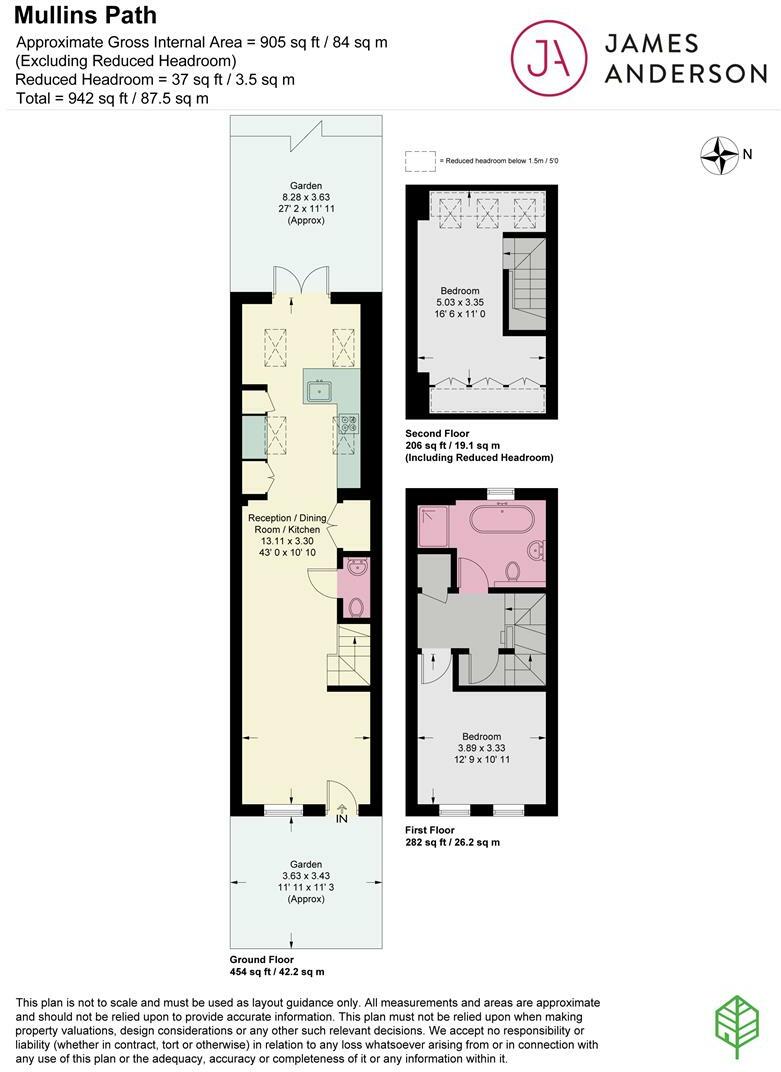 Mullins Path
Approximate Gross Internal Area = 905 sq ft / 84 sq m
(Excluding Reduced Headroom)
Reduced Headroom = 37 sq ft / 3.5 sq m
Total = 942 sq ft / 87.5 sq m
JA
JAMES
ANDERSON
N
= Reduced headroom below 1.5m / 5'0
Garden
8.28 x 3.63
27' 2 x 11' 11
(Approx)
Bedroom
5.03 x 3.35
16' 6 x 11' 0
Second Floor
206 sq ft / 19.1 sq m
(Including Reduced Headroom)
Reception / Dining
Room / Kitchen
13.11 x 3.30
43' 0 x 10' 10
Bedroom
3.89 x 3.33
12' 9 x 10' 11
IN
First Floor
282 sq ft / 26.2 sq m
Garden
3.63 x 3.43
11' 11 x 11' 3
(Approx)
Ground Floor
454 sq ft / 42.2 sq m
This plan is not to scale and must be used as layout guidance only. All measurements and areas are approximate
and should not be relied upon to provide accurate information. This plan must not be relied upon when making
property valuations, design considerations or any other such relevant decisions. We accept no responsibility or
liability (whether in contract, tort or otherwise) in relation to any loss whatsoever arising from or in connection with
any use of this plan or the adequacy, accuracy or completeness of it or any information within it.